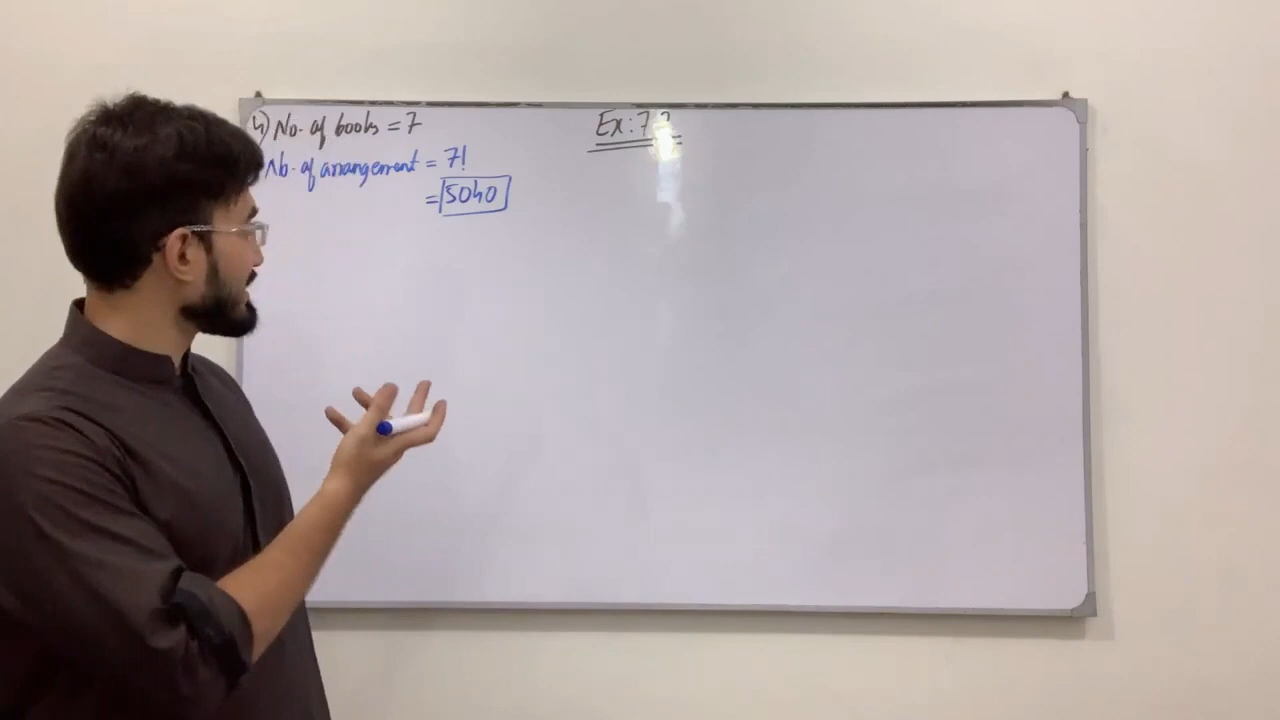 Ex: 7.2
4) No. of books = 7
No. of arrangement = 7!
= 5040